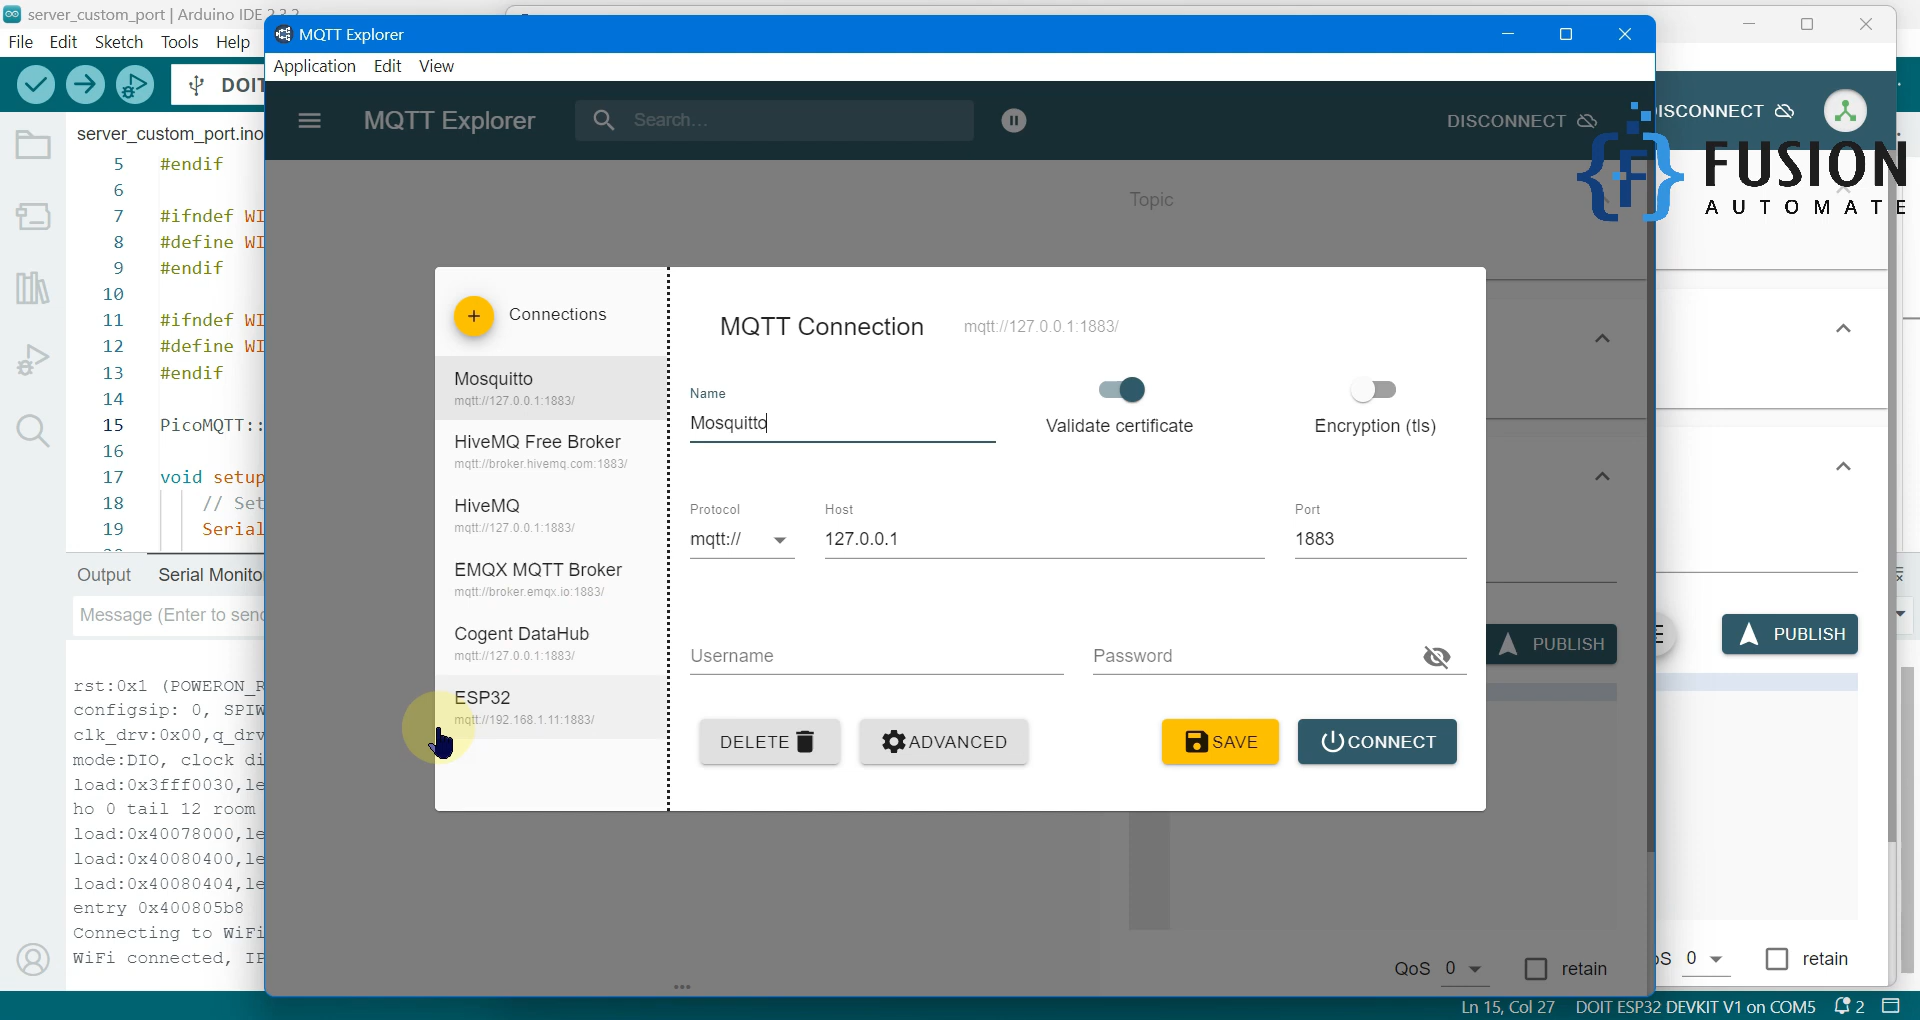 server_custom_port | Arduino IDE 2.3.2
File Edit Sketch Tools Help
DOIT
server_custom_port.ino
5 #endif
6
7 #ifndef WI
8 #define WI
9 #endif
10
11 #ifndef WI
12 #define WI
13 #endif
14
15 PicoMQTT::
16
17 void setup
18 // Set
19 Serial
Output Serial Monito
Message (Enter to send
rst:0x1 (POWERON_R
configsip: 0, SPIW
clk_drv:0x00,q_drv
mode:DIO, clock di
load:0x3fff0030,le
ho 0 tail 12 room
load:0x40078000,le
load:0x40080400,le
load:0x40080404,le
entry 0x400805b8
Connecting to WiFi
WiFi connected, IP
MQTT Explorer
Application Edit View
MQTT Explorer
Search...
DISCONNECT
Topic
Connections
Mosquitto
mqtt://127.0.0.1:1883/
HiveMQ Free Broker
mqtt://broker.hivemq.com:1883/
HiveMQ
mqtt://127.0.0.1:1883/
EMQX MQTT Broker
mqtt://broker.emqx.io:1883/
Cogent DataHub
mqtt://127.0.0.1:1883/
ESP32
mqtt://192.168.1.11:1883/
MQTT Connection mqtt://127.0.0.1:1883/
Name
Mosquitto
Validate certificate
Encryption (tls)
Protocol Host Port
mqtt:// 127.0.0.1 1883
Username Password
DELETE ADVANCED SAVE CONNECT
PUBLISH
QoS 0 retain
ISCONNECT
FUSION
AUTOMATE
PUBLISH
oS 0 retain
Ln 15, Col 27 DOIT ESP32 DEVKIT V1 on COM5 2